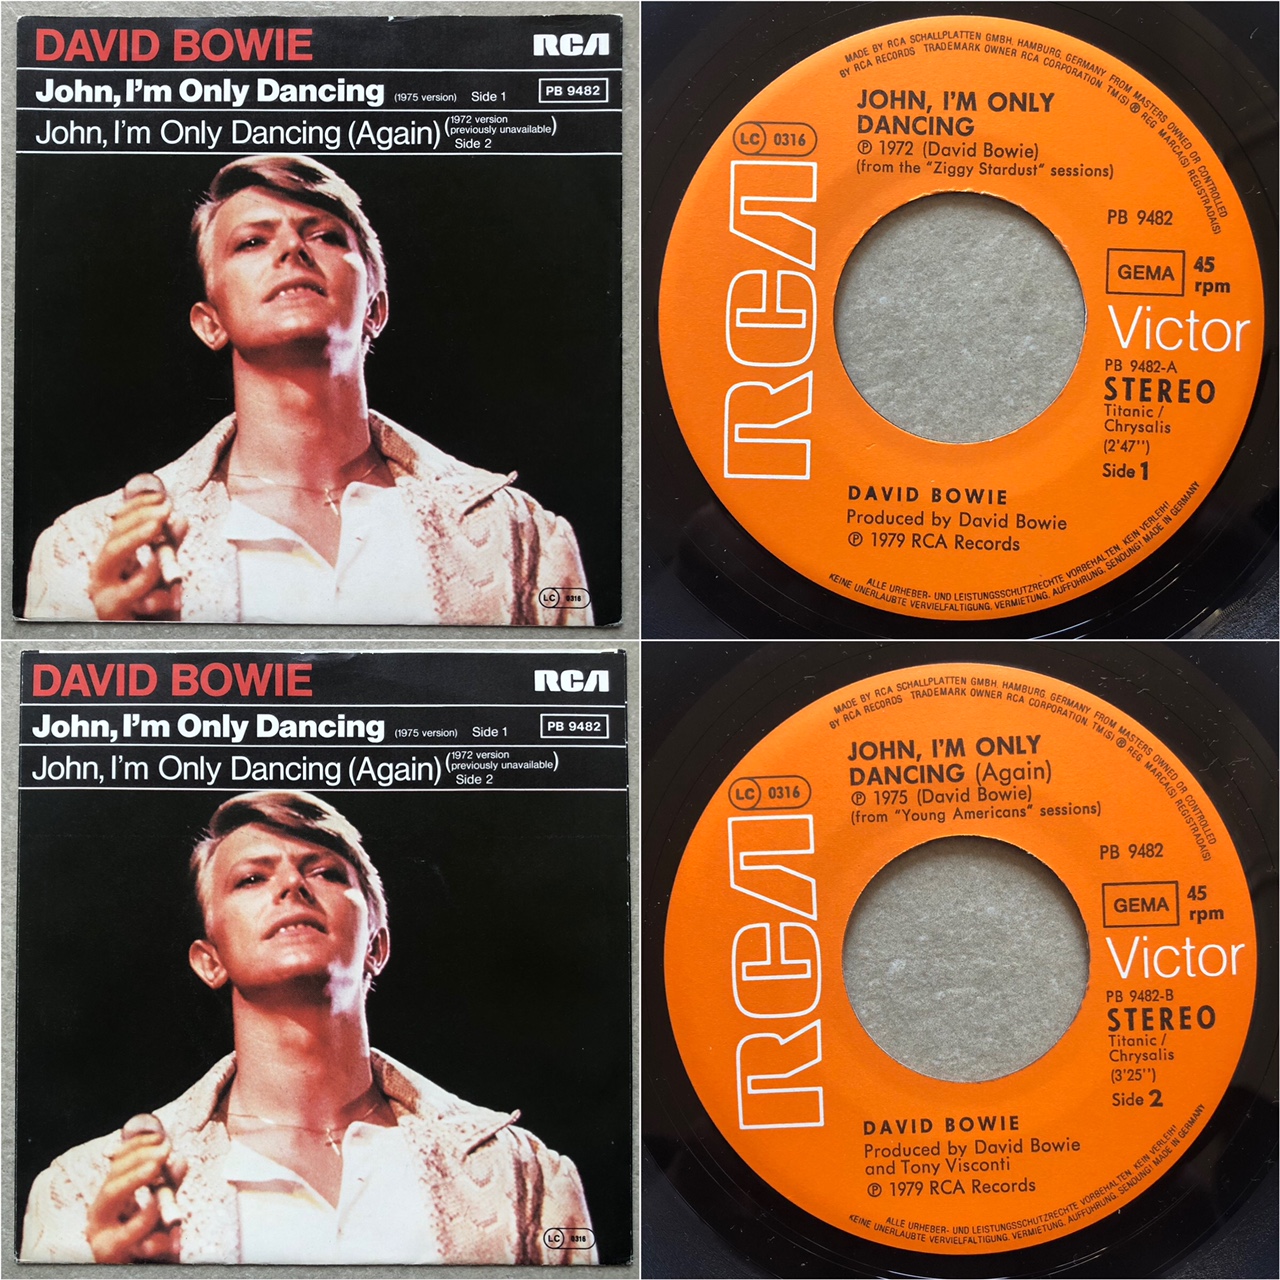 DAVID BOWIE
RCA
John, I'm Only Dancing (1975 version) Side 1
PB 9482
John, I'm Only Dancing (Again) (1972 version previously unavailable)
Side 2
LC 0316
MADE BY RCA SCHALLPLATTEN GMBH, HAMBURG, GERMANY FROM MASTERS OWNED OR CONTROLLED
BY RCA RECORDS TRADEMARK OWNER RCA CORPORATION TM(S) ® REG. MARCA(S) REGISTRADA(S)
JOHN, I'M ONLY
DANCING
LC 0316
℗ 1972 (David Bowie)
(from the "Ziggy Stardust" sessions)
RCA
PB 9482
GEMA
45
rpm
Victor
PB 9482-A
STEREO
Titanic /
Chrysalis
(2'47'')
Side 1
DAVID BOWIE
Produced by David Bowie
℗ 1979 RCA Records
ALLE URHEBER- UND LEISTUNGSSCHUTZRECHTE VORBEHALTEN. KEIN VERLEIH!
KEINE UNERLAUBTE VERVIELFALTIGUNG, VERMIETUNG, AUFFÜHRUNG, SENDUNG! MADE IN GERMANY
DAVID BOWIE
RCA
John, I'm Only Dancing (1975 version) Side 1
PB 9482
John, I'm Only Dancing (Again) (1972 version previously unavailable)
Side 2
LC 0316
MADE BY RCA SCHALLPLATTEN GMBH, HAMBURG, GERMANY FROM MASTERS OWNED OR CONTROLLED
BY RCA RECORDS TRADEMARK OWNER RCA CORPORATION. TM(S) ® REG. MARCA(S) REGISTRADA(S)
JOHN, I'M ONLY
DANCING (Again)
LC 0316
℗ 1975 (David Bowie)
(from "Young Americans" sessions)
RCA
PB 9482
GEMA
45
rpm
Victor
PB 9482-B
STEREO
Titanic /
Chrysalis
(3'25'')
Side 2
DAVID BOWIE
Produced by David Bowie
and Tony Visconti
℗ 1979 RCA Records
ALLE URHEBER- UND LEISTUNGSSCHUTZRECHTE VORBEHALTEN. KEIN VERLEIH!
KEINE UNERLAUBTE VERVIELFALTIGUNG, VERMIETUNG, AUFFÜHRUNG, SENDUNG! MADE IN GERMANY